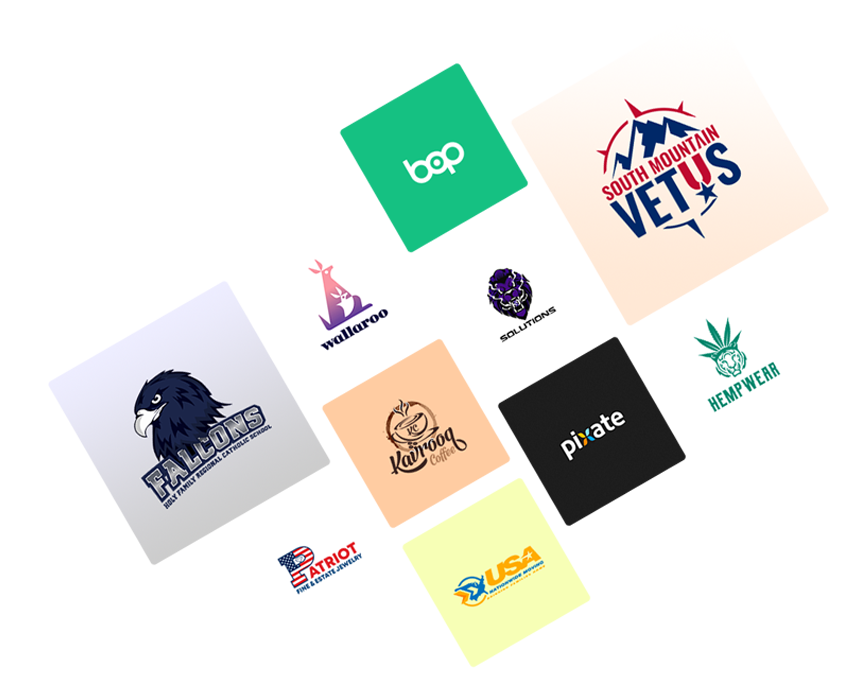 bop
SOUTH MOUNTAIN
VETUS
wallaroo
SOLUTIONS
HEMPWEAR
FALCONS
HOLY FAMILY REGIONAL CATHOLIC SCHOOL
KC
Kavrooq
Coffee
pixate
PATRIOT
FINE & ESTATE JEWELRY
USA
NATIONWIDE MOVING